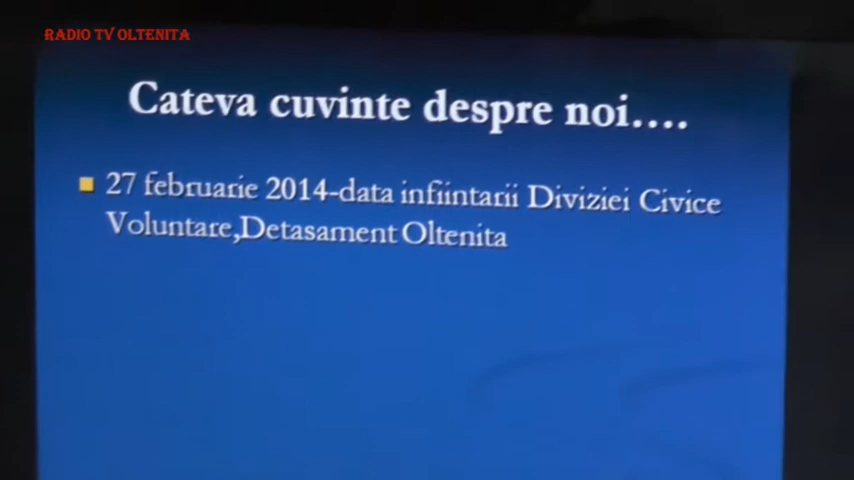 RADIO TV OLTENITA
Cateva cuvinte despre noi....
27 februarie 2014-data infiintarii Diviziei Civice
Voluntare,Detasament Oltenita